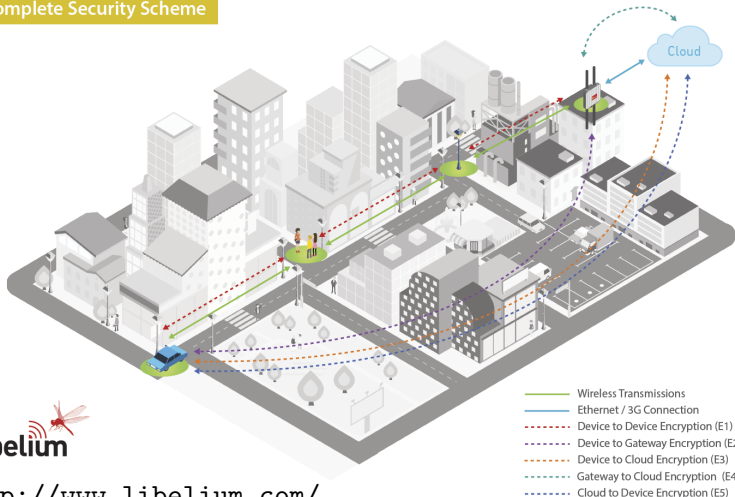 omplete Security Scheme
Cloud
Wireless Transmissions
Ethernet / 3G Connection
Device to Device Encryption (E1)
Device to Gateway Encryption (E2
Device to Cloud Encryption (E3)
Gateway to Cloud Encryption (E4
Cloud to Device Encryption (E5)
elium
p://www.libelium.com/